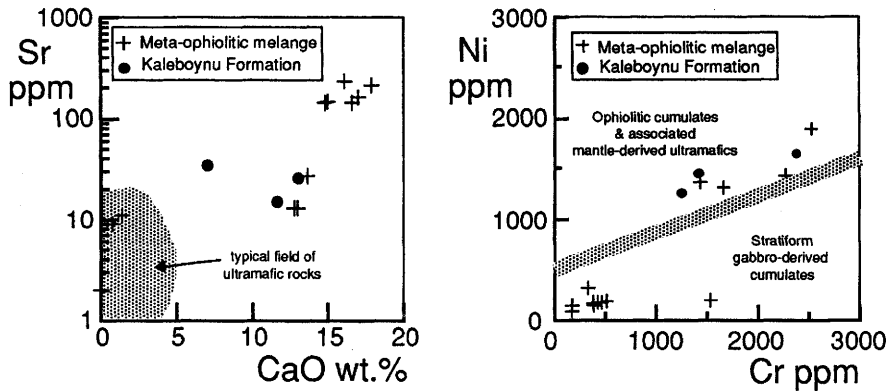 Sr
ppm
1000
100
10
1
+ Meta-ophiolitic melange
● Kaleboynu Formation
typical field of
ultramafic rocks
0 5 10 15 20
CaO wt.%
Ni
ppm
3000
2000
1000
0
+ Meta-ophiolitic melange
● Kaleboynu Formation
Ophiolitic cumulates
& associated
mantle-derived ultramafics
Stratiform
gabbro-derived
cumulates
0 1000 2000 3000
Cr ppm